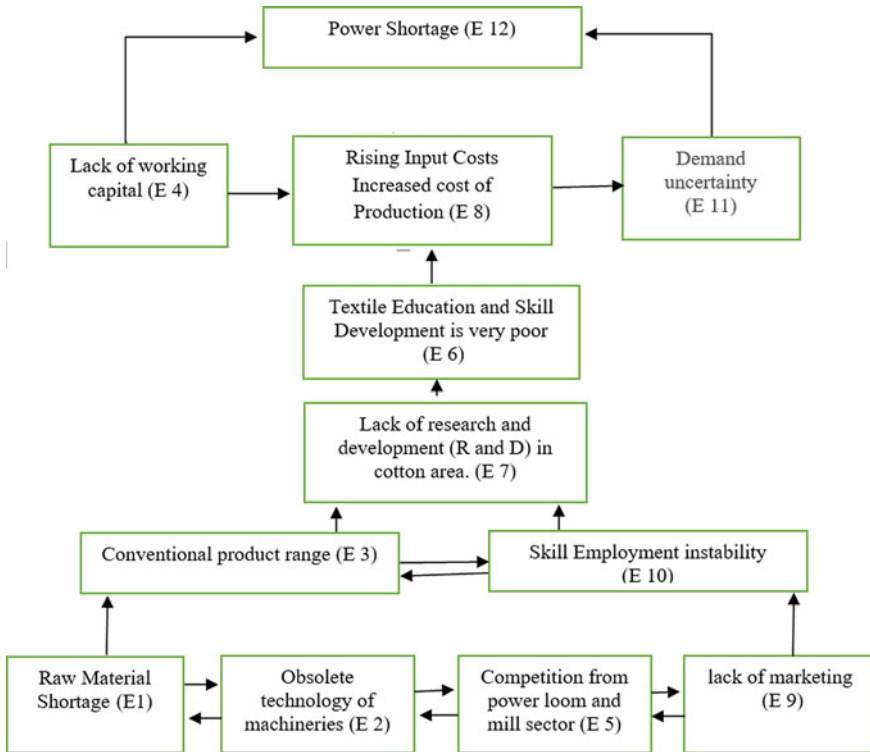 Power Shortage (E 12)
Lack of working
capital (E 4)
Rising Input Costs
Increased cost of
Production (E 8)
Demand
uncertainty
(E 11)
Textile Education and Skill
Development is very poor
(E 6)
Lack of research and
development (R and D) in
cotton area. (E 7)
Conventional product range (E 3)
Skill Employment instability
(E 10)
Raw Material
Shortage (E1)
Obsolete
technology of
machineries (E 2)
Competition from
power loom and
mill sector (E 5)
lack of marketing
(E 9)